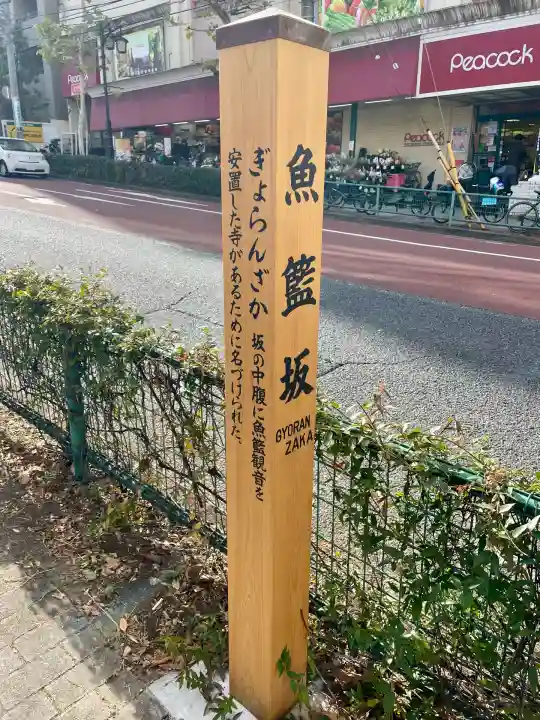 魚籃坂
GYORAN
ZAKA
ぎょらんざか 坂の中腹に魚籃観音を
安置した寺があるために名づけられた。
Peacock
Peacock